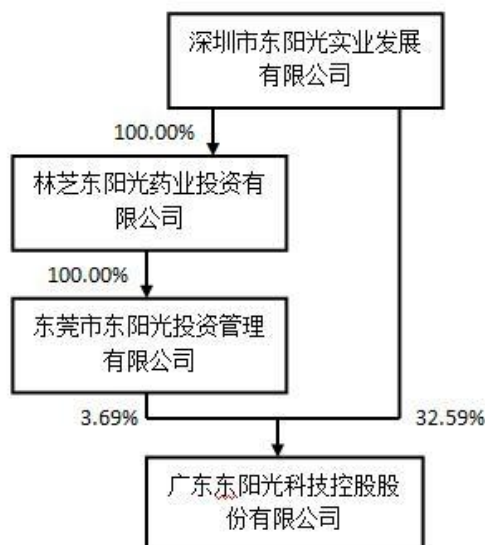 深圳市东阳光实业发展
有限公司
100.00%
林芝东阳光药业投资有
限公司
100.00%
东莞市东阳光投资管理
有限公司
3.69%
32.59%
广东东阳光科技控股股
份有限公司